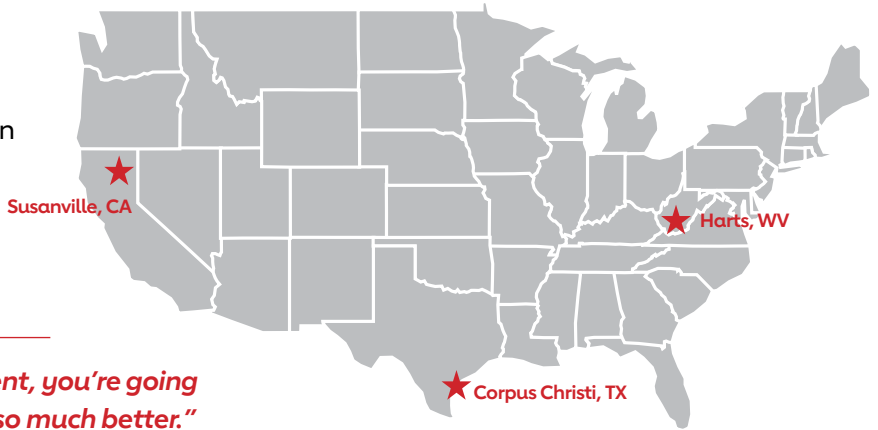 n
Susanville, CA
Harts, WV
Corpus Christi, TX
ent, you're going
so much better."